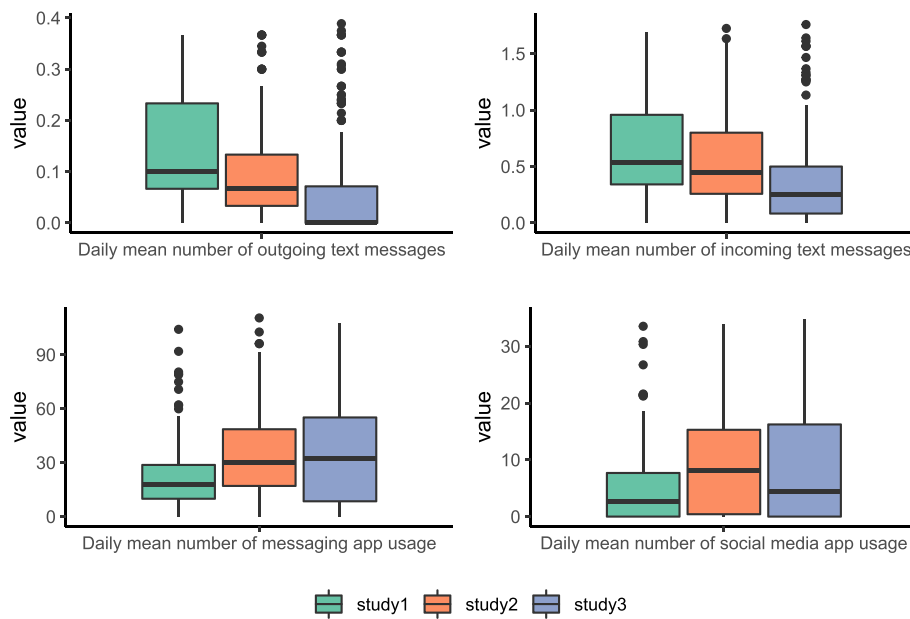 0.4
0.3
0.2
0.1
0.0
value
Daily mean number of outgoing text messages
1.5
1.0
0.5
0.0
value
Daily mean number of incoming text messages
90
60
30
0
value
Daily mean number of messaging app usage
30
20
10
0
value
Daily mean number of social media app usage
study1 study2 study3